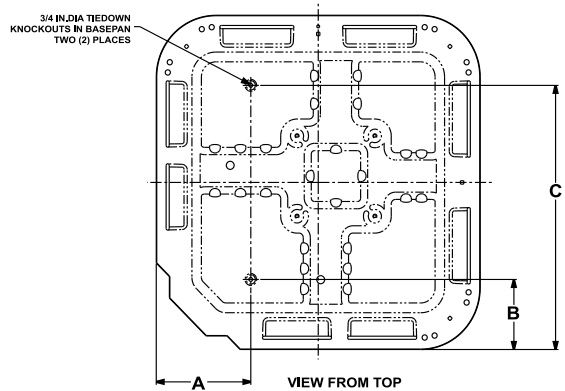 3/4 IN.DIA TIEDOWN
KNOCKOUTS IN BASEPAN
TWO (2) PLACES
C
B
A
VIEW FROM TOP